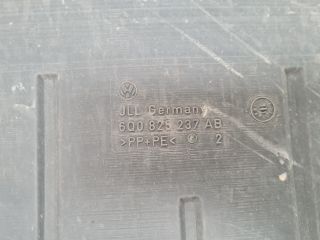 JLL Germany
6Q0 825 237 AB
>PP+PE< 2